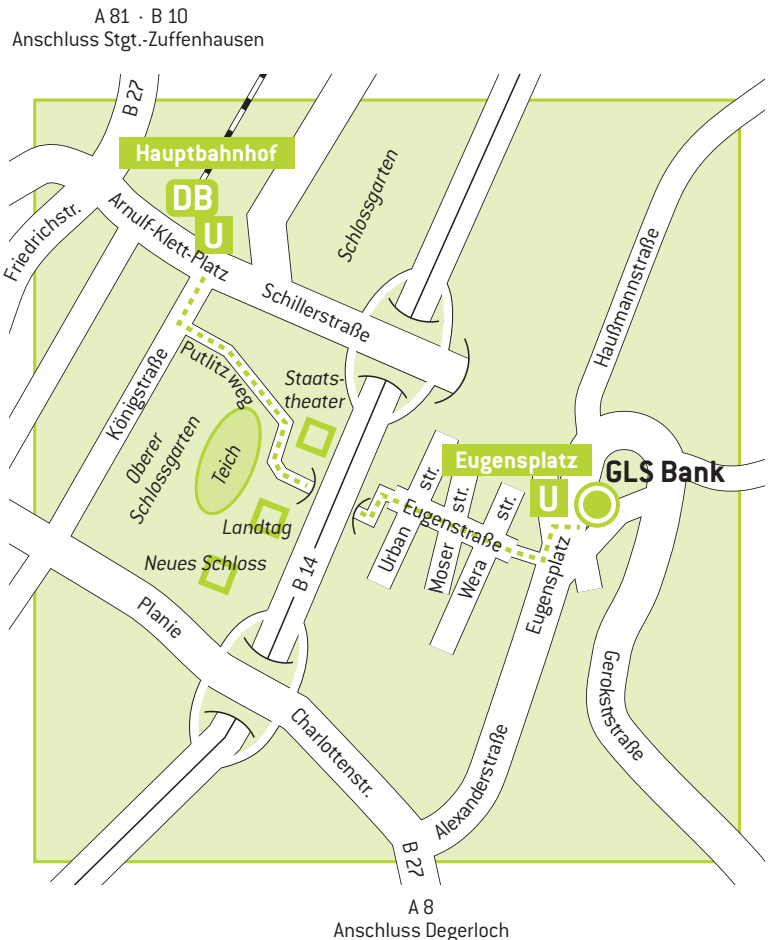 A 81 · B 10
Anschluss Stgt.-Zuffenhausen
B 27
Hauptbahnhof
DB
U
Friedrichstr.
Arnulf-Klett-Platz
Schlossgarten
Schillerstraße
Haußmannstraße
Königstraße
Putlitzweg
Staats-
theater
Oberer
Schlossgarten
Teich
Landtag
Neues Schloss
B 14
Eugensplatz
U
GLS Bank
Eugenstraße
Urban
str.
Moser
str.
Wera
str.
Eugensplatz
Planie
Charlottenstr.
Alexanderstraße
Gerokstrstraße
B 27
A 8
Anschluss Degerloch